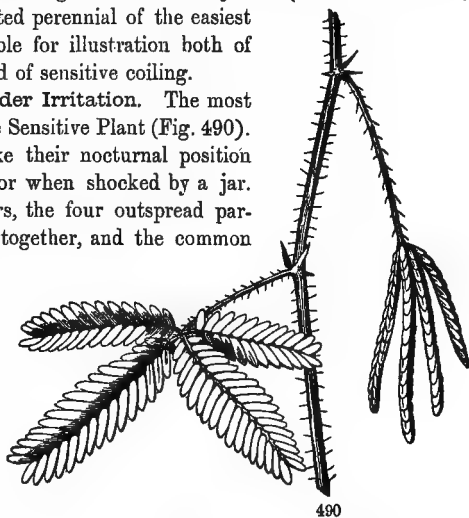 ted perennial of the easiest
ble for illustration both of
d of sensitive coiling.
der Irritation. The most
e Sensitive Plant (Fig. 490).
ke their nocturnal position
or when shocked by a jar.
rs, the four outspread par-
together, and the common
490